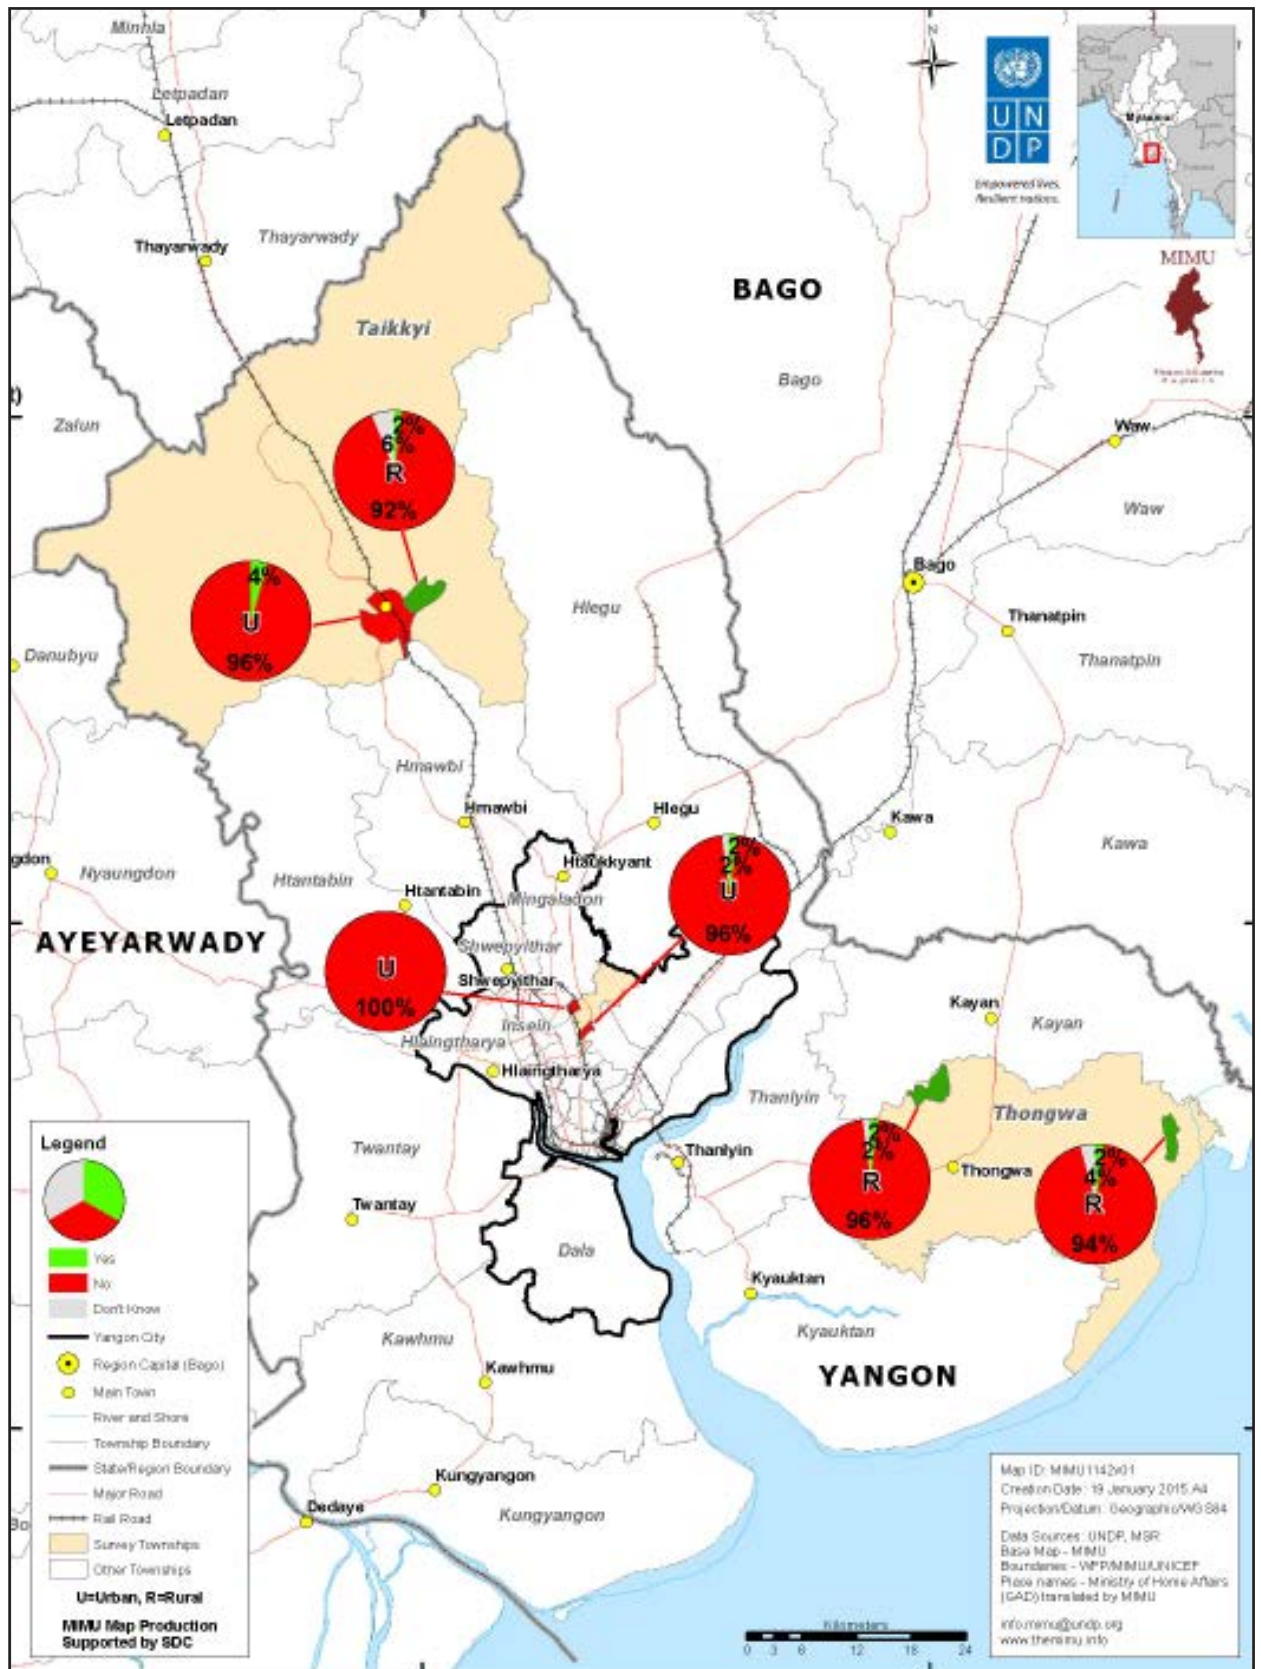 Minhla
N
Letpadan
Letpadan
UN
DP
Myanmar
Empowered lives.
Resilient nations.
Thayarwady
Thayarwady
MIMU
BAGO
Taikkyi
Bago
Zalun
Waw
2%
6%
R
92%
Waw
4%
U
96%
Bago
Hlegu
Thanatpin
Danubyu
Thanatpin
Hmawbi
Hmawbi
Hlegu
Kawa
Kawa
gdon
Nyaungdon
Htantabin
Htaukkyant
2%
2%
U
96%
Htantabin
Mingaladon
AYEYARWADY
Shwepyithar
Shwepyithar
U
100%
Insein
Hlaingtharya
Hlaingtharya
Kayan
Kayan
Thanlyin
Thongwa
2%
2%
R
96%
2%
4%
R
94%
Thanlyin
Thongwa
Twantay
Twantay
Dala
Kyauktan
Kyauktan
Kawhmu
Kawhmu
YANGON
Kungyangon
Kungyangon
Dedaye
Bo
Legend
Yes
No
Don't Know
Yangon City
Region Capital (Bago)
Main Town
River and Shore
Township Boundary
State/Region Boundary
Major Road
Rail Road
Survey Townships
Other Townships
U=Urban, R=Rural
MIMU Map Production
Supported by SDC
Kilometers
0 3 6 12 18 24
Map ID: MIMU1142v01
Creation Date: 19 January 2015.A4
Projection/Datum: Geographic/WGS84
Data Sources: UNDP, MSR
Base Map - MIMU
Boundaries - WFP/MIMU/UNICEF
Place names - Ministry of Home Affairs
(GAD) translated by MIMU
info.mimu@undp.org
www.themimu.info